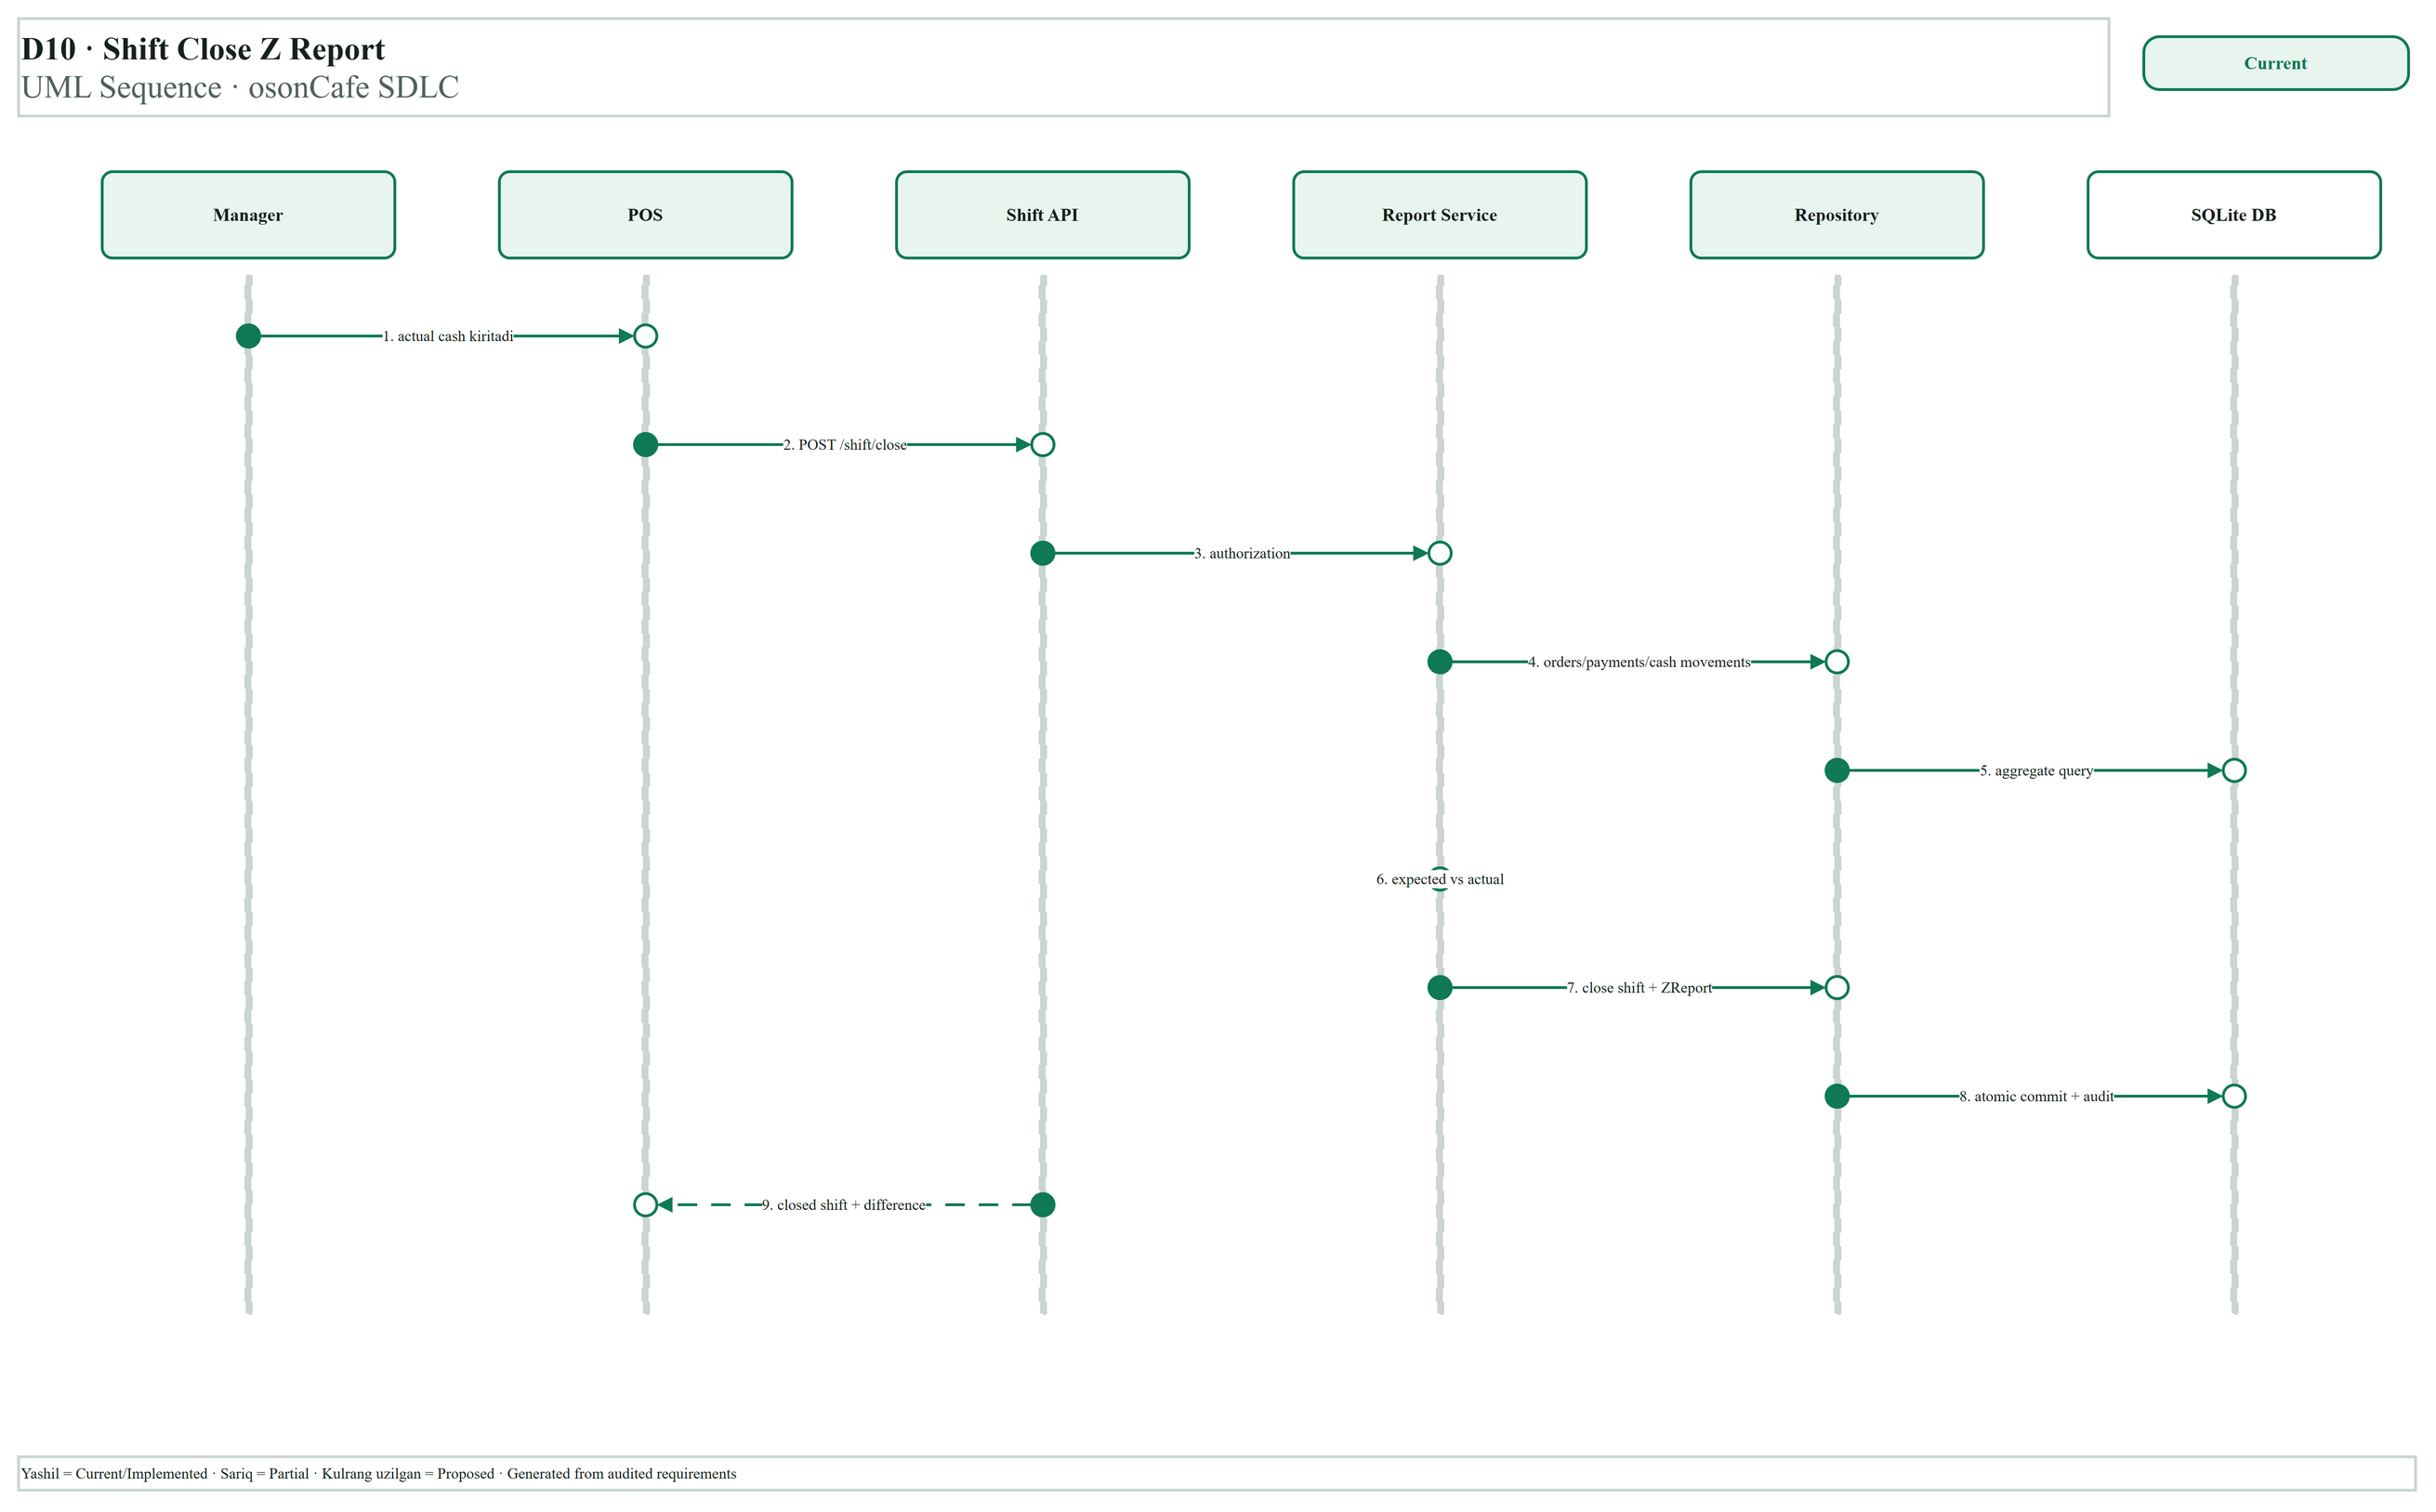 D10 · Shift Close Z Report
UML Sequence · osonCafe SDLC
Current
Manager
POS
Shift API
Report Service
Repository
SQLite DB
1. actual cash kiritadi
2. POST /shift/close
3. authorization
4. orders/payments/cash movements
5. aggregate query
6. expected vs actual
7. close shift + ZReport
8. atomic commit + audit
9. closed shift + difference
Yashil = Current/Implemented · Sariq = Partial · Kulrang uzilgan = Proposed · Generated from audited requirements